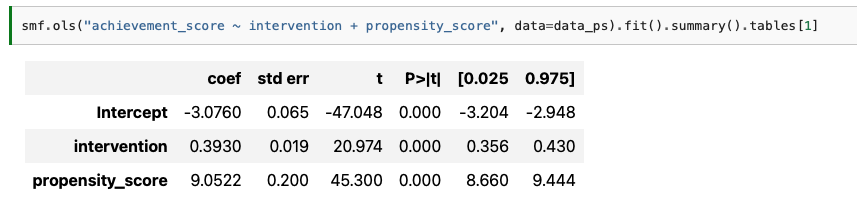 smf.ols("achievement_score ~ intervention + propensity_score", data=data_ps).fit().summary().tables[1]
coef std err t P>|t| [0.025 0.975]
Intercept -3.0760 0.065 -47.048 0.000 -3.204 -2.948
intervention 0.3930 0.019 20.974 0.000 0.356 0.430
propensity_score 9.0522 0.200 45.300 0.000 8.660 9.444